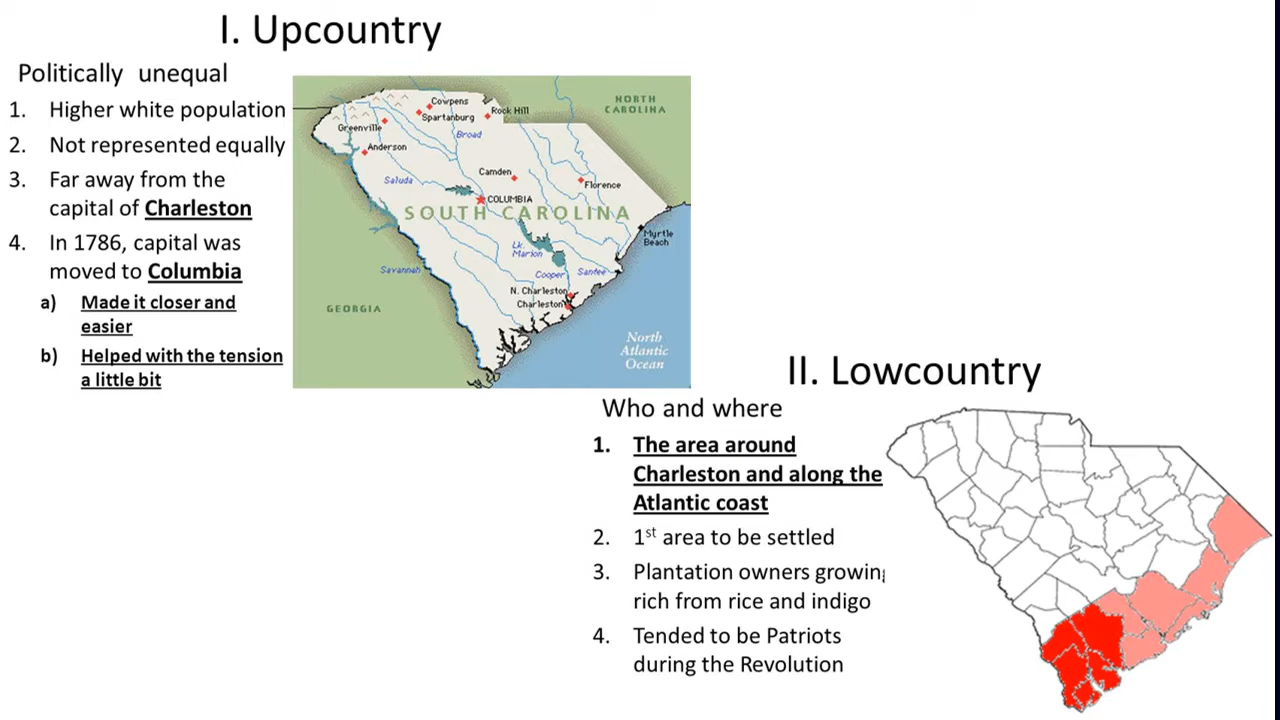 I. Upcountry
Politically unequal
1. Higher white population
2. Not represented equally
3. Far away from the
capital of Charleston
4. In 1786, capital was
moved to Columbia
a) Made it closer and
easier
b) Helped with the tension
a little bit
NORTH
CAROLINA
Cowpens
Rock Hill
Spartanburg
Greenville
Broad
Anderson
Camden
Saluda
Florence
COLUMBIA
SOUTH CAROLINA
Myrtle
Beach
Lk.
Marion
Savannah
Cooper
Santee
N. Charleston
Charleston
GEORGIA
North
Atlantic
Ocean
II. Lowcountry
Who and where
1. The area around
Charleston and along the
Atlantic coast
2. 1st area to be settled
3. Plantation owners growin
rich from rice and indigo
4. Tended to be Patriots
during the Revolution